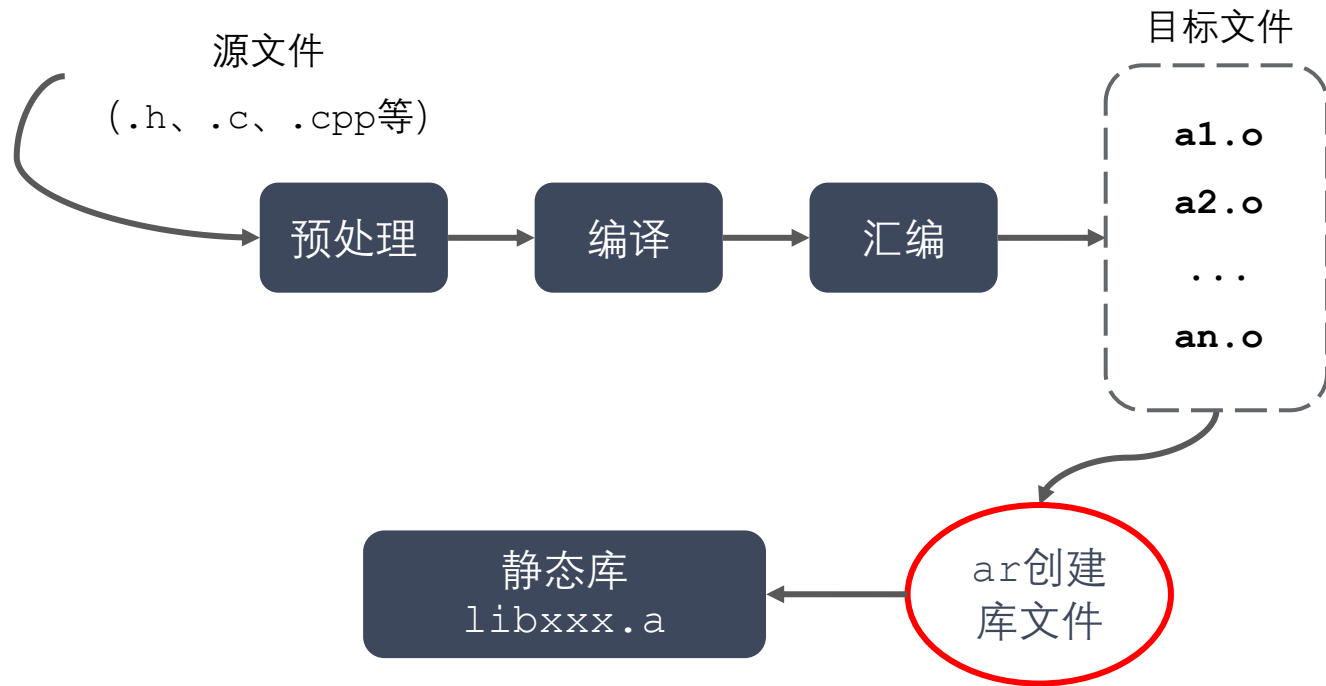 源文件
(.h、.c、.cpp等)
目标文件
预处理
编译
汇编
a1.o
a2.o
...
an.o
静态库
libxxx.a
ar创建
库文件